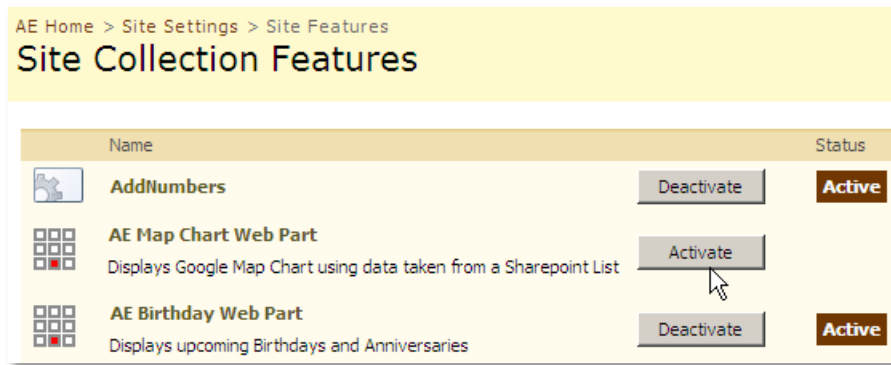 AE Home > Site Settings > Site Features
Site Collection Features
Name Status
AddNumbers Deactivate Active
AE Map Chart Web Part
Displays Google Map Chart using data taken from a Sharepoint List Activate
AE Birthday Web Part
Displays upcoming Birthdays and Anniversaries Deactivate Active